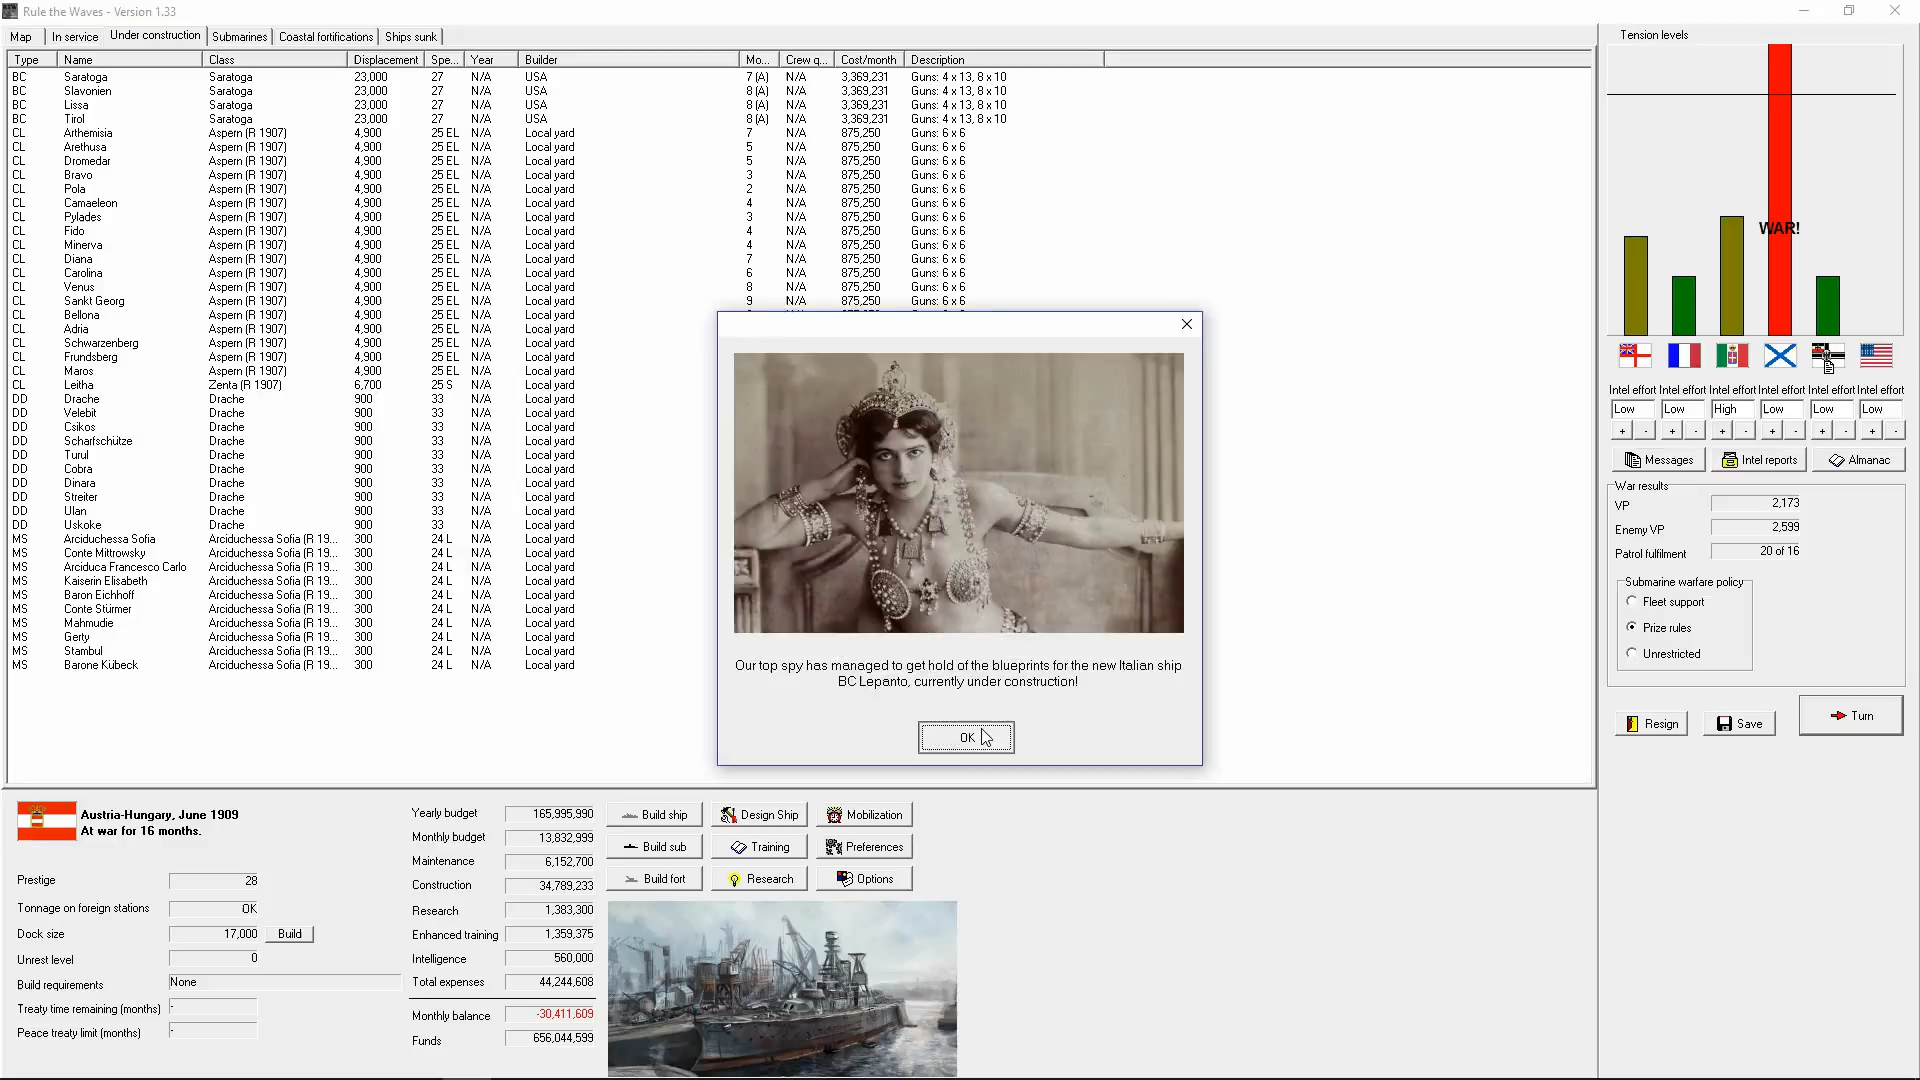 Rule the Waves - Version 1.33
Map In service Under construction Submarines Coastal fortifications Ships sunk
Type Name Class Displacement Spe... Year Builder Mo... Crew q... Cost/month Description
BC Saratoga Saratoga 23,000 27 N/A USA 7 (A) N/A 3,369,231 Guns: 4 x 13, 8 x 10
BC Slavonien Saratoga 23,000 27 N/A USA 8 (A) N/A 3,369,231 Guns: 4 x 13, 8 x 10
BC Lissa Saratoga 23,000 27 N/A USA 8 (A) N/A 3,369,231 Guns: 4 x 13, 8 x 10
BC Tirol Saratoga 23,000 27 N/A USA 8 (A) N/A 3,369,231 Guns: 4 x 13, 8 x 10
CL Arthemisia Aspern (R 1907) 4,900 25 EL N/A Local yard 7 N/A 875,250 Guns: 6 x 6
CL Arethusa Aspern (R 1907) 4,900 25 EL N/A Local yard 5 N/A 875,250 Guns: 6 x 6
CL Dromedar Aspern (R 1907) 4,900 25 EL N/A Local yard 5 N/A 875,250 Guns: 6 x 6
CL Bravo Aspern (R 1907) 4,900 25 EL N/A Local yard 3 N/A 875,250 Guns: 6 x 6
CL Pola Aspern (R 1907) 4,900 25 EL N/A Local yard 2 N/A 875,250 Guns: 6 x 6
CL Camaeleon Aspern (R 1907) 4,900 25 EL N/A Local yard 4 N/A 875,250 Guns: 6 x 6
CL Pylades Aspern (R 1907) 4,900 25 EL N/A Local yard 3 N/A 875,250 Guns: 6 x 6
CL Fido Aspern (R 1907) 4,900 25 EL N/A Local yard 4 N/A 875,250 Guns: 6 x 6
CL Minerva Aspern (R 1907) 4,900 25 EL N/A Local yard 4 N/A 875,250 Guns: 6 x 6
CL Diana Aspern (R 1907) 4,900 25 EL N/A Local yard 7 N/A 875,250 Guns: 6 x 6
CL Carolina Aspern (R 1907) 4,900 25 EL N/A Local yard 6 N/A 875,250 Guns: 6 x 6
CL Venus Aspern (R 1907) 4,900 25 EL N/A Local yard 8 N/A 875,250 Guns: 6 x 6
CL Sankt Georg Aspern (R 1907) 4,900 25 EL N/A Local yard 9 N/A 875,250 Guns: 6 x 6
CL Bellona Aspern (R 1907) 4,900 25 EL N/A Local yard
CL Adria Aspern (R 1907) 4,900 25 EL N/A Local yard
CL Schwarzenberg Aspern (R 1907) 4,900 25 EL N/A Local yard
CL Frundsberg Aspern (R 1907) 4,900 25 EL N/A Local yard
CL Maros Aspern (R 1907) 4,900 25 EL N/A Local yard
CL Leitha Zenta (R 1907) 6,700 25 S N/A Local yard
DD Drache Drache 900 33 N/A Local yard
DD Velebit Drache 900 33 N/A Local yard
DD Csikos Drache 900 33 N/A Local yard
DD Scharfschütze Drache 900 33 N/A Local yard
DD Turul Drache 900 33 N/A Local yard
DD Cobra Drache 900 33 N/A Local yard
DD Dinara Drache 900 33 N/A Local yard
DD Streiter Drache 900 33 N/A Local yard
DD Ulan Drache 900 33 N/A Local yard
DD Uskoke Drache 900 33 N/A Local yard
MS Arciduchessa Sofia Arciduchessa Sofia (R 19... 300 24 L N/A Local yard
MS Conte Mittrowsky Arciduchessa Sofia (R 19... 300 24 L N/A Local yard
MS Arciduca Francesco Carlo Arciduchessa Sofia (R 19... 300 24 L N/A Local yard
MS Kaiserin Elisabeth Arciduchessa Sofia (R 19... 300 24 L N/A Local yard
MS Baron Eichhoff Arciduchessa Sofia (R 19... 300 24 L N/A Local yard
MS Conte Stürmer Arciduchessa Sofia (R 19... 300 24 L N/A Local yard
MS Mahmudie Arciduchessa Sofia (R 19... 300 24 L N/A Local yard
MS Gerty Arciduchessa Sofia (R 19... 300 24 L N/A Local yard
MS Stambul Arciduchessa Sofia (R 19... 300 24 L N/A Local yard
MS Barone Kübeck Arciduchessa Sofia (R 19... 300 24 L N/A Local yard
Our top spy has managed to get hold of the blueprints for the new Italian ship
BC Lepanto, currently under construction!
OK
Tension levels
WAR!
Intel effort Intel effort Intel effort Intel effort Intel effort Intel effort
Low Low High Low Low Low
+ - + - + - + - + - + -
Messages Intel reports Almanac
War results
VP 2,173
Enemy VP 2,599
Patrol fulfilment 20 of 16
Submarine warfare policy
Fleet support
Prize rules
Unrestricted
Resign Save Turn
Austria-Hungary, June 1909
At war for 16 months.
Prestige 28
Tonnage on foreign stations OK
Dock size 17,000 Build
Unrest level 0
Build requirements None
Treaty time remaining (months) -
Peace treaty limit (months) -
Yearly budget 165,995,990
Monthly budget 13,832,999
Maintenance 6,152,700
Construction 34,789,233
Research 1,383,300
Enhanced training 1,359,375
Intelligence 560,000
Total expenses 44,244,608
Monthly balance -30,411,609
Funds 656,044,599
Build ship Design Ship Mobilization
Build sub Training Preferences
Build fort Research Options